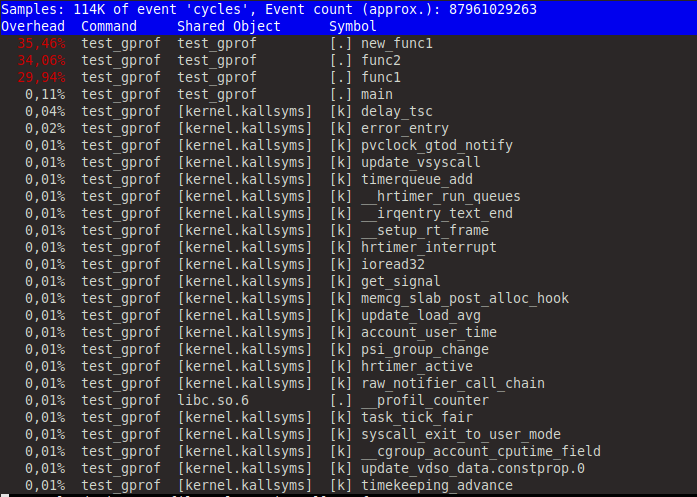 Samples: 114K of event 'cycles', Event count (approx.): 87961029263
Overhead  Command    Shared Object      Symbol
35,46%  test_gprof  test_gprof         [.] new_func1
34,06%  test_gprof  test_gprof         [.] func2
29,94%  test_gprof  test_gprof         [.] func1
0,11%  test_gprof  test_gprof         [.] main
0,04%  test_gprof  [kernel.kallsyms]  [k] delay_tsc
0,02%  test_gprof  [kernel.kallsyms]  [k] error_entry
0,01%  test_gprof  [kernel.kallsyms]  [k] pvclock_gtod_notify
0,01%  test_gprof  [kernel.kallsyms]  [k] update_vsyscall
0,01%  test_gprof  [kernel.kallsyms]  [k] timerqueue_add
0,01%  test_gprof  [kernel.kallsyms]  [k] __hrtimer_run_queues
0,01%  test_gprof  [kernel.kallsyms]  [k] __irqentry_text_end
0,01%  test_gprof  [kernel.kallsyms]  [k] __setup_rt_frame
0,01%  test_gprof  [kernel.kallsyms]  [k] hrtimer_interrupt
0,01%  test_gprof  [kernel.kallsyms]  [k] ioread32
0,01%  test_gprof  [kernel.kallsyms]  [k] get_signal
0,01%  test_gprof  [kernel.kallsyms]  [k] memcg_slab_post_alloc_hook
0,01%  test_gprof  [kernel.kallsyms]  [k] update_load_avg
0,01%  test_gprof  [kernel.kallsyms]  [k] account_user_time
0,01%  test_gprof  [kernel.kallsyms]  [k] psi_group_change
0,01%  test_gprof  [kernel.kallsyms]  [k] hrtimer_active
0,01%  test_gprof  [kernel.kallsyms]  [k] raw_notifier_call_chain
0,01%  test_gprof  libc.so.6          [.] __profil_counter
0,01%  test_gprof  [kernel.kallsyms]  [k] task_tick_fair
0,01%  test_gprof  [kernel.kallsyms]  [k] syscall_exit_to_user_mode
0,01%  test_gprof  [kernel.kallsyms]  [k] __cgroup_account_cputime_field
0,01%  test_gprof  [kernel.kallsyms]  [k] update_vdso_data.constprop.0
0,01%  test_gprof  [kernel.kallsyms]  [k] timekeeping_advance